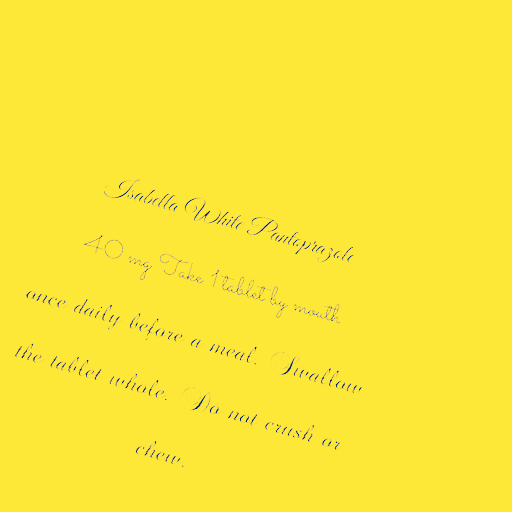 Isabella White Pantoprazole
40 mg Take 1 tablet by mouth
once daily before a meal. Swallow
the tablet whole. Do not crush or
chew.